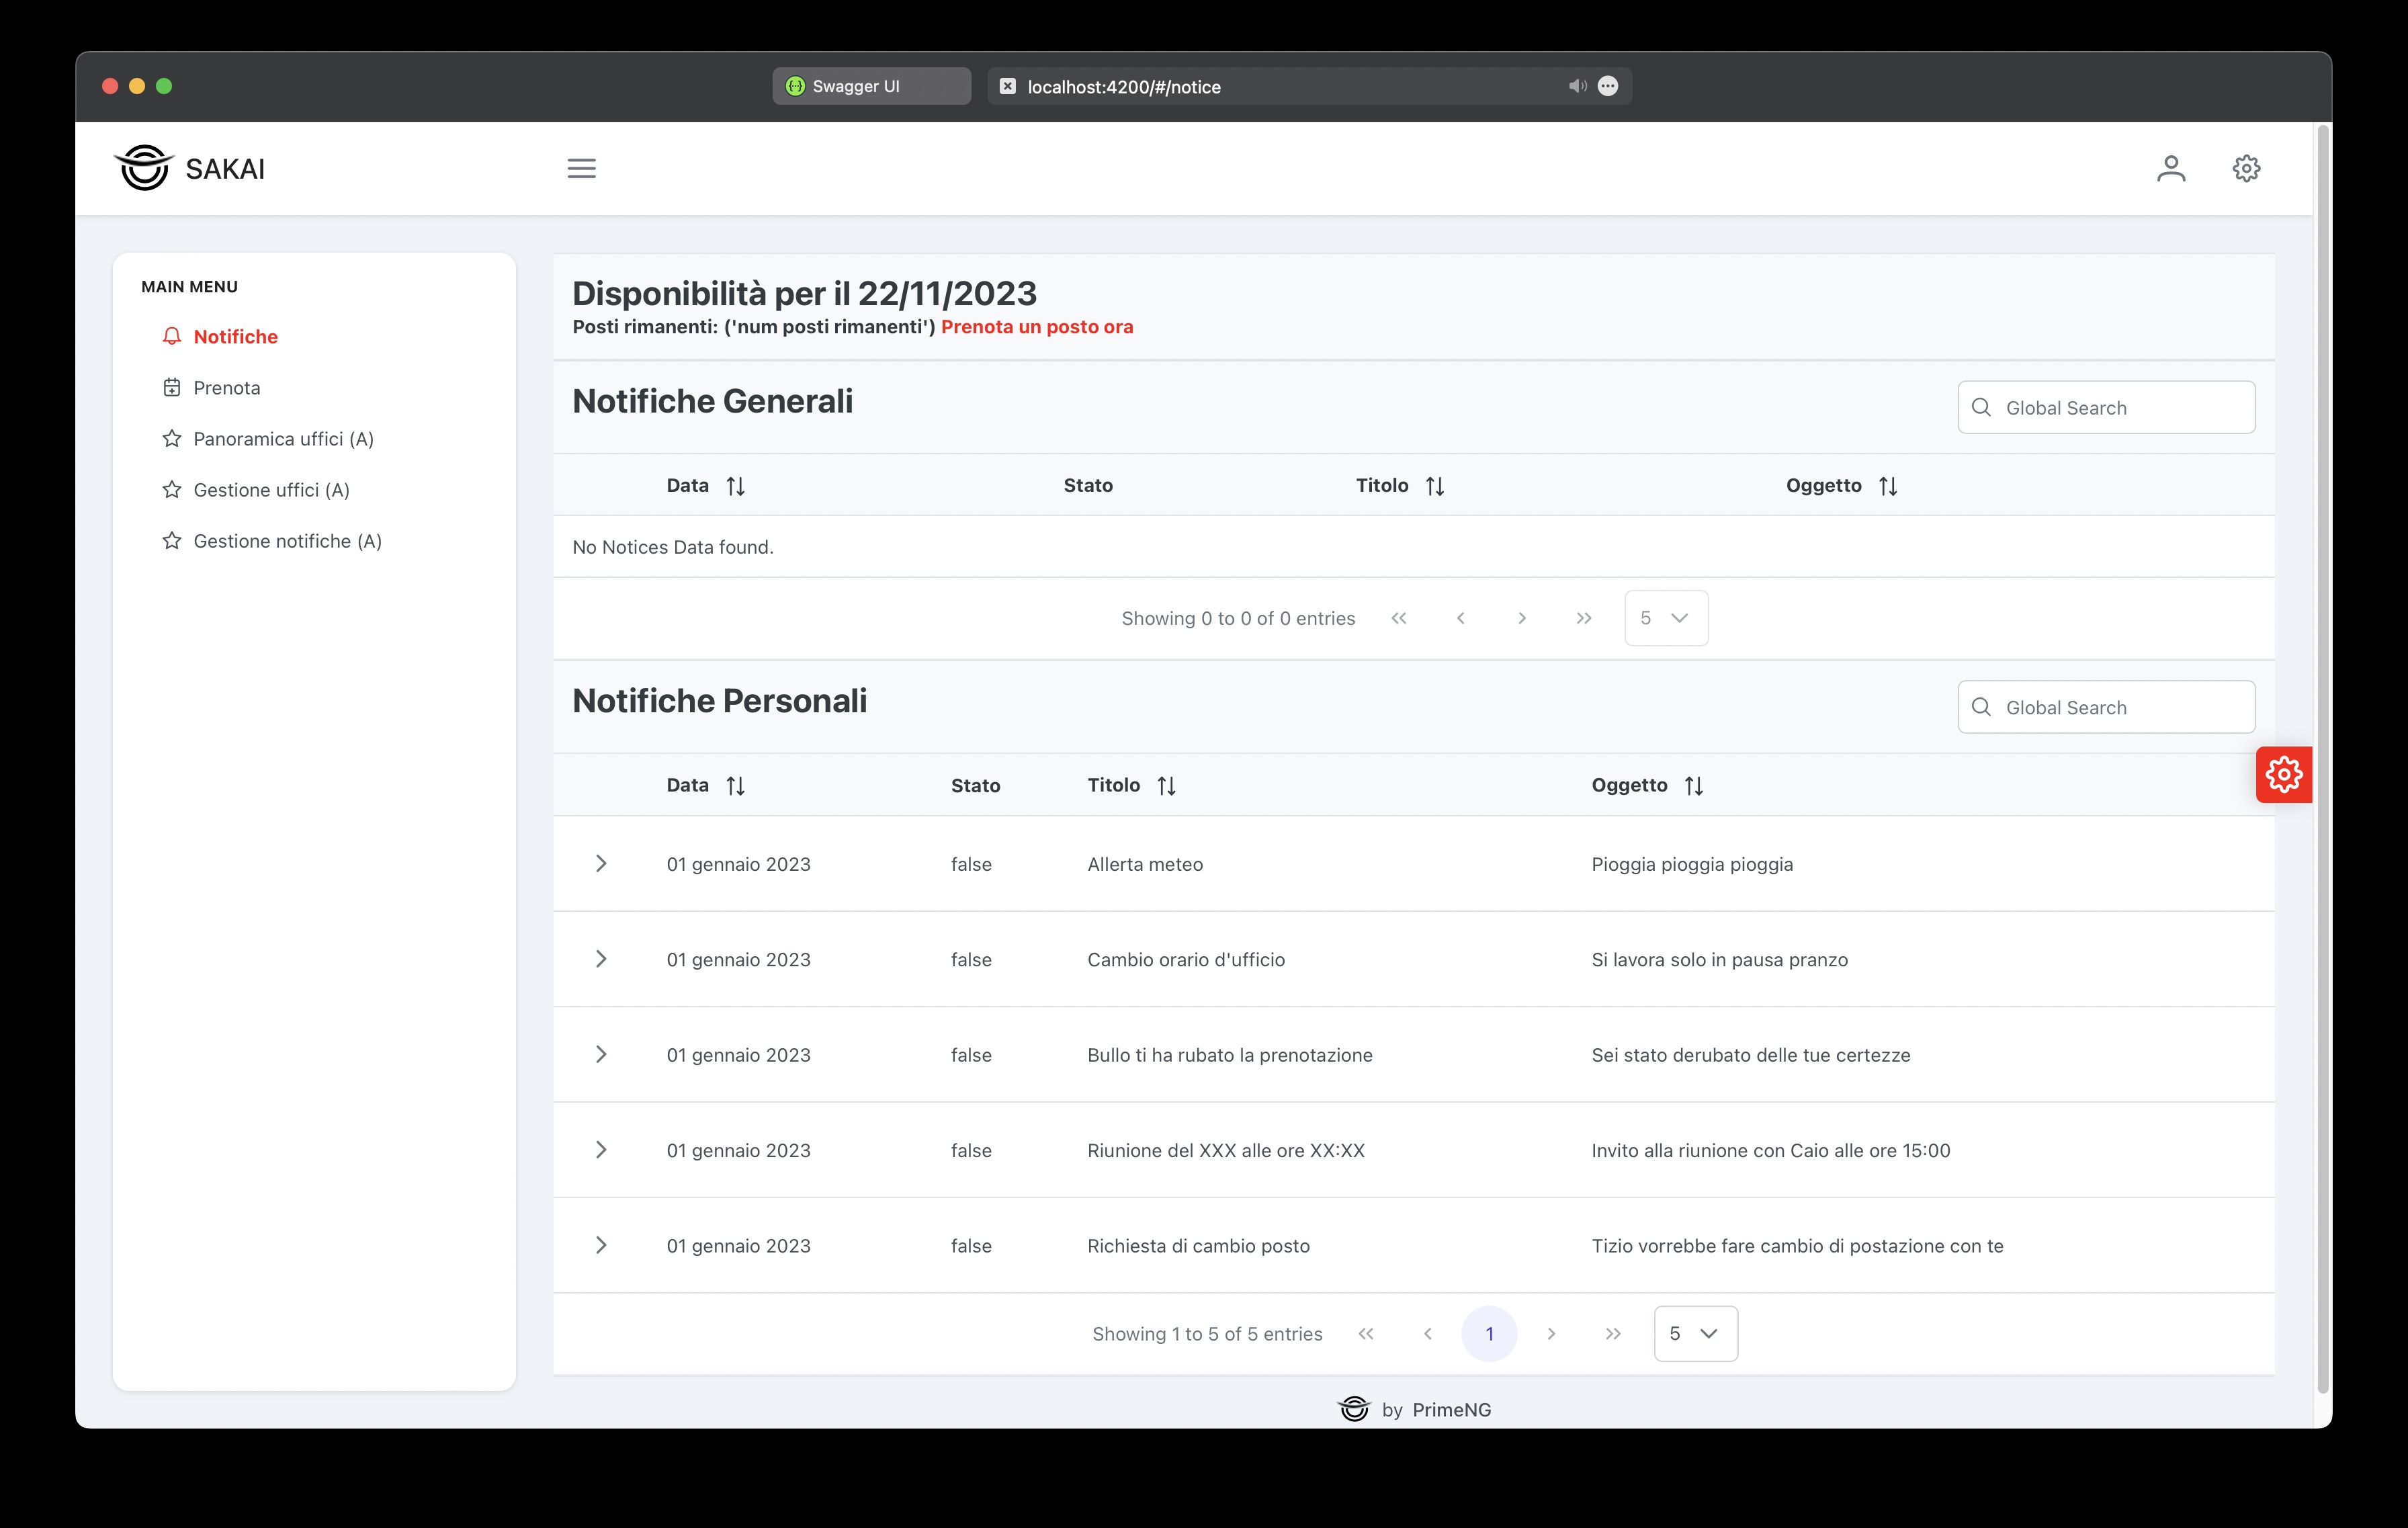 Swagger UI
localhost:4200/#/notice
SAKAI
MAIN MENU
Notifiche
Prenota
Panoramica uffici (A)
Gestione uffici (A)
Gestione notifiche (A)
Disponibilità per il 22/11/2023
Posti rimanenti: ('num posti rimanenti') Prenota un posto ora
Notifiche Generali
Global Search
Data Stato Titolo Oggetto
No Notices Data found.
Showing 0 to 0 of 0 entries 5
Notifiche Personali
Global Search
Data Stato Titolo Oggetto
01 gennaio 2023 false Allerta meteo Pioggia pioggia pioggia
01 gennaio 2023 false Cambio orario d'ufficio Si lavora solo in pausa pranzo
01 gennaio 2023 false Bullo ti ha rubato la prenotazione Sei stato derubato delle tue certezze
01 gennaio 2023 false Riunione del XXX alle ore XX:XX Invito alla riunione con Caio alle ore 15:00
01 gennaio 2023 false Richiesta di cambio posto Tizio vorrebbe fare cambio di postazione con te
Showing 1 to 5 of 5 entries 1 5
by PrimeNG